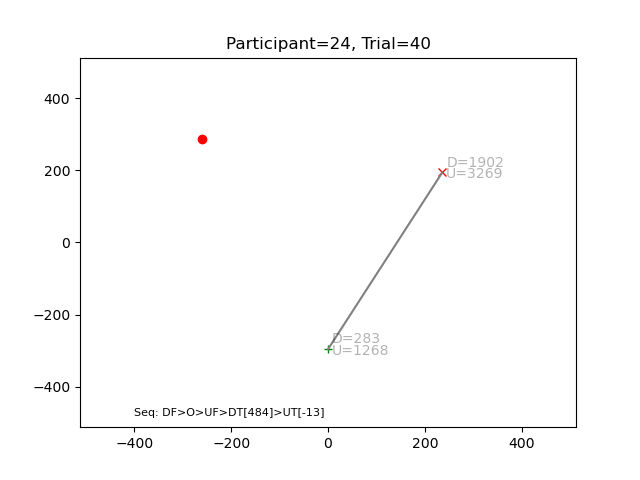 Participant=24, Trial=40
400
200
0
−200
−400
D=1902
U=3269
D=283
U=1268
Seq: DF>O>UF>DT[484]>UT[-13]
−400
−200
0
200
400